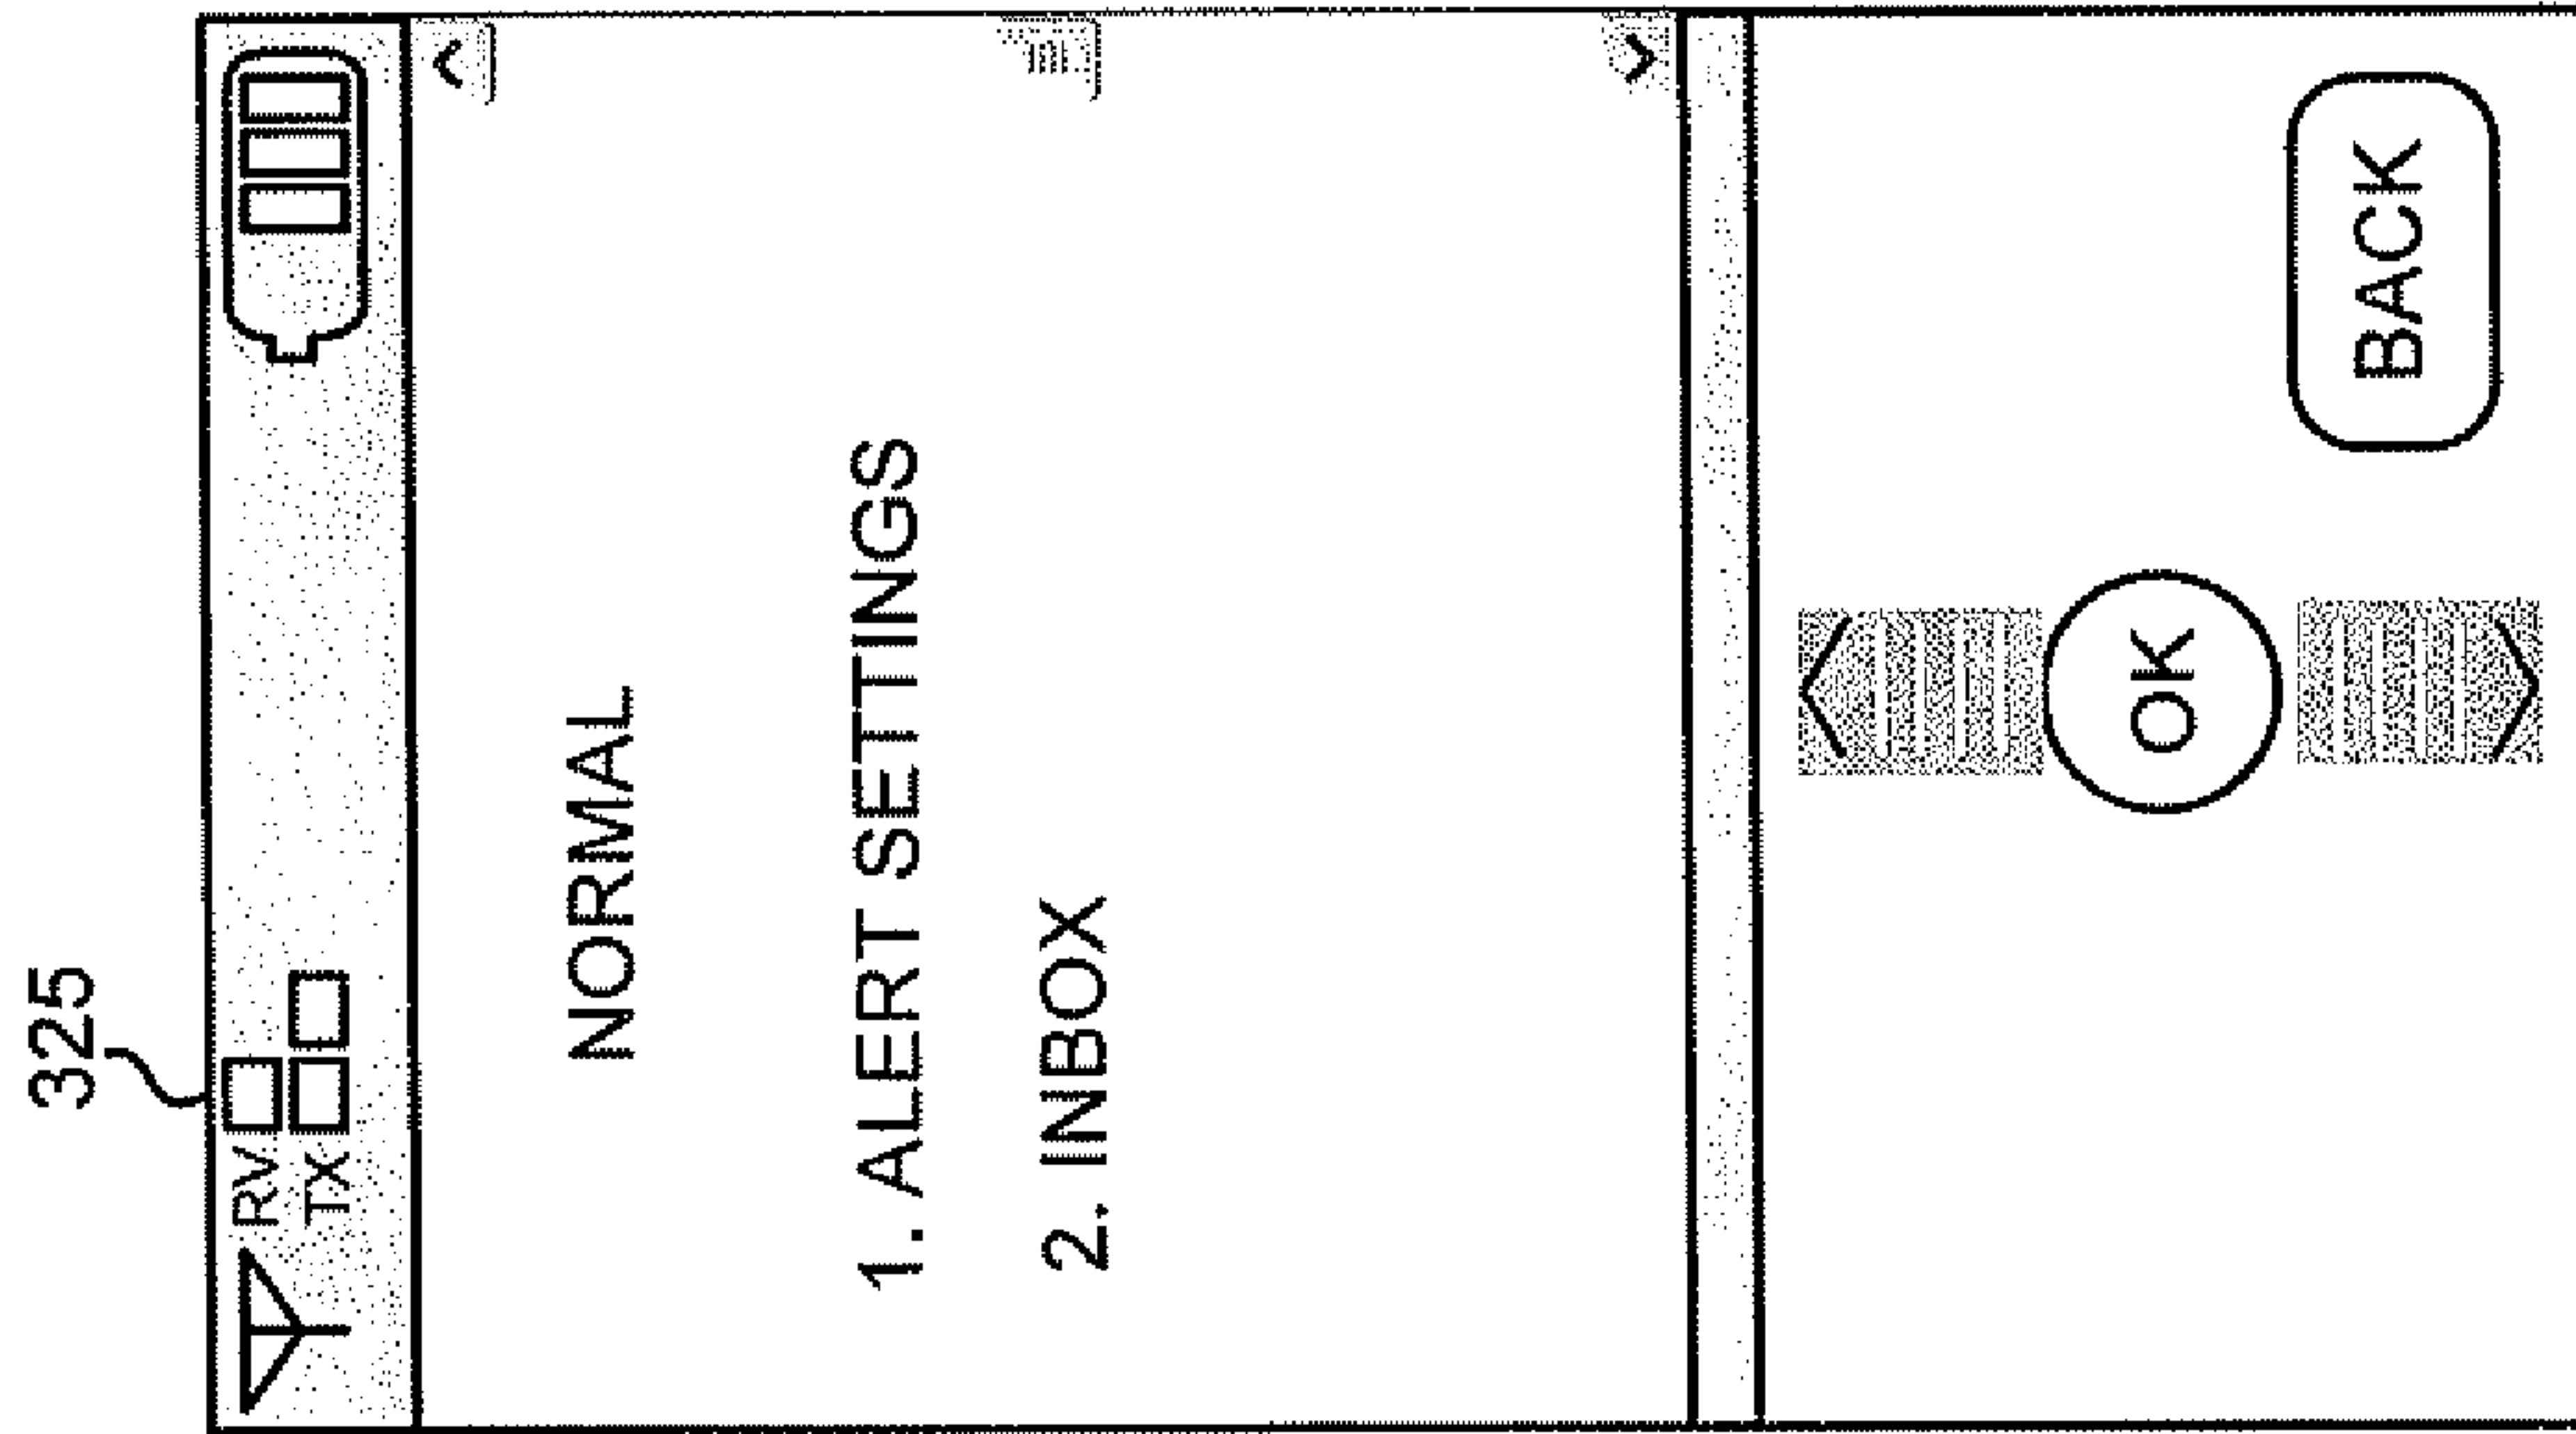 325
RV
TX
NORMAL
1. ALERT SETTINGS
2. INBOX
OK
BACK